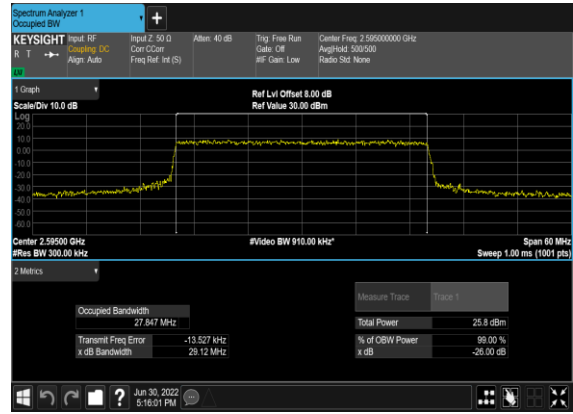 Spectrum Analyzer 1
Occupied BW
+
KEYSIGHT Input: RF Input Z: 50 Ω Atten: 40 dB Trig: Free Run Center Freq: 2.595000000 GHz
R T Coupling: DC Corr CCorr Gate: Off Avg|Hold: 500/500
Align: Auto Freq Ref: Int (S) #IF Gain: Low Radio Std: None
LW
1 Graph
Ref Lvl Offset 8.00 dB
Scale/Div 10.0 dB Ref Value 30.00 dBm
Log
20.0
10.0
0.00
-10.0
-20.0
-30.0
-40.0
-50.0
-60.0
Center 2.59500 GHz #Video BW 910.00 kHz* Span 60 MHz
#Res BW 300.00 kHz Sweep 1.00 ms (1001 pts)
2 Metrics
Measure Trace Trace 1
Occupied Bandwidth
27.847 MHz Total Power 25.8 dBm
Transmit Freq Error -13.527 kHz % of OBW Power 99.00 %
x dB Bandwidth 29.12 MHz x dB -26.00 dB
? Jun 30, 2022
5:16:01 PM